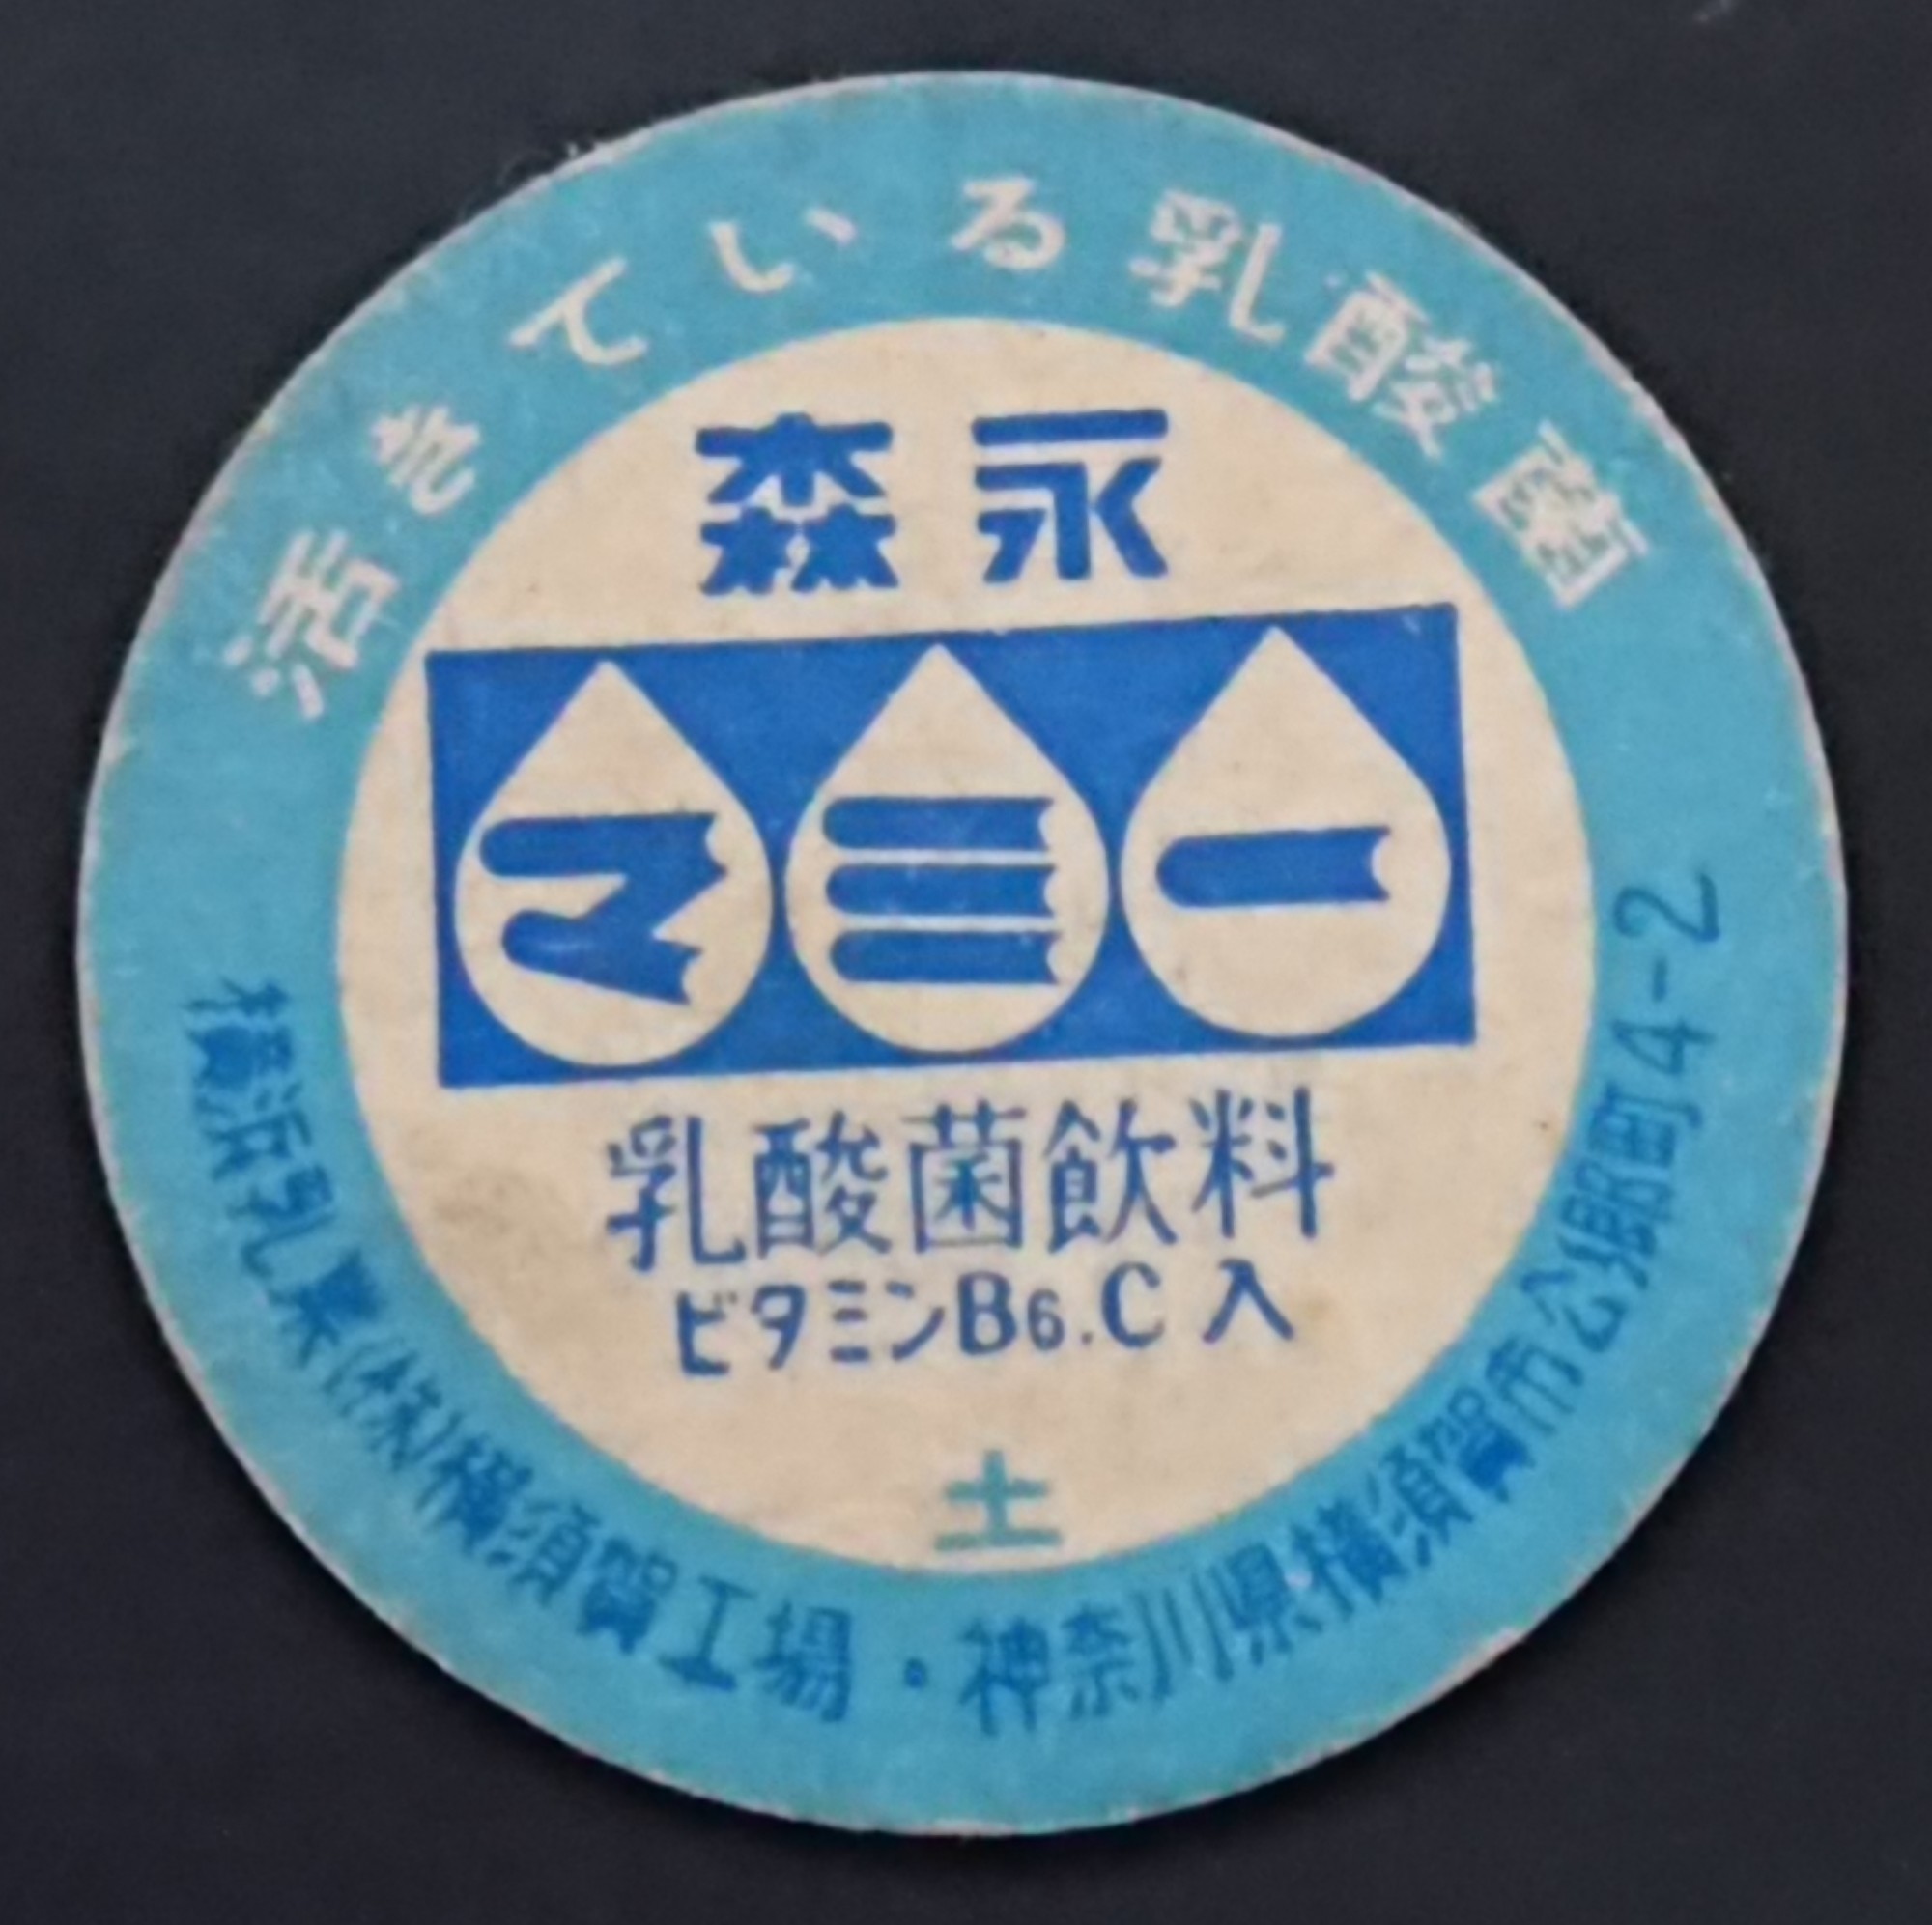 活きている乳酸菌
森永
マミー
乳酸菌飲料
ビタミンB6.C入
土
横浜乳業(株)横須賀工場・神奈川県横須賀市公郷町4-2